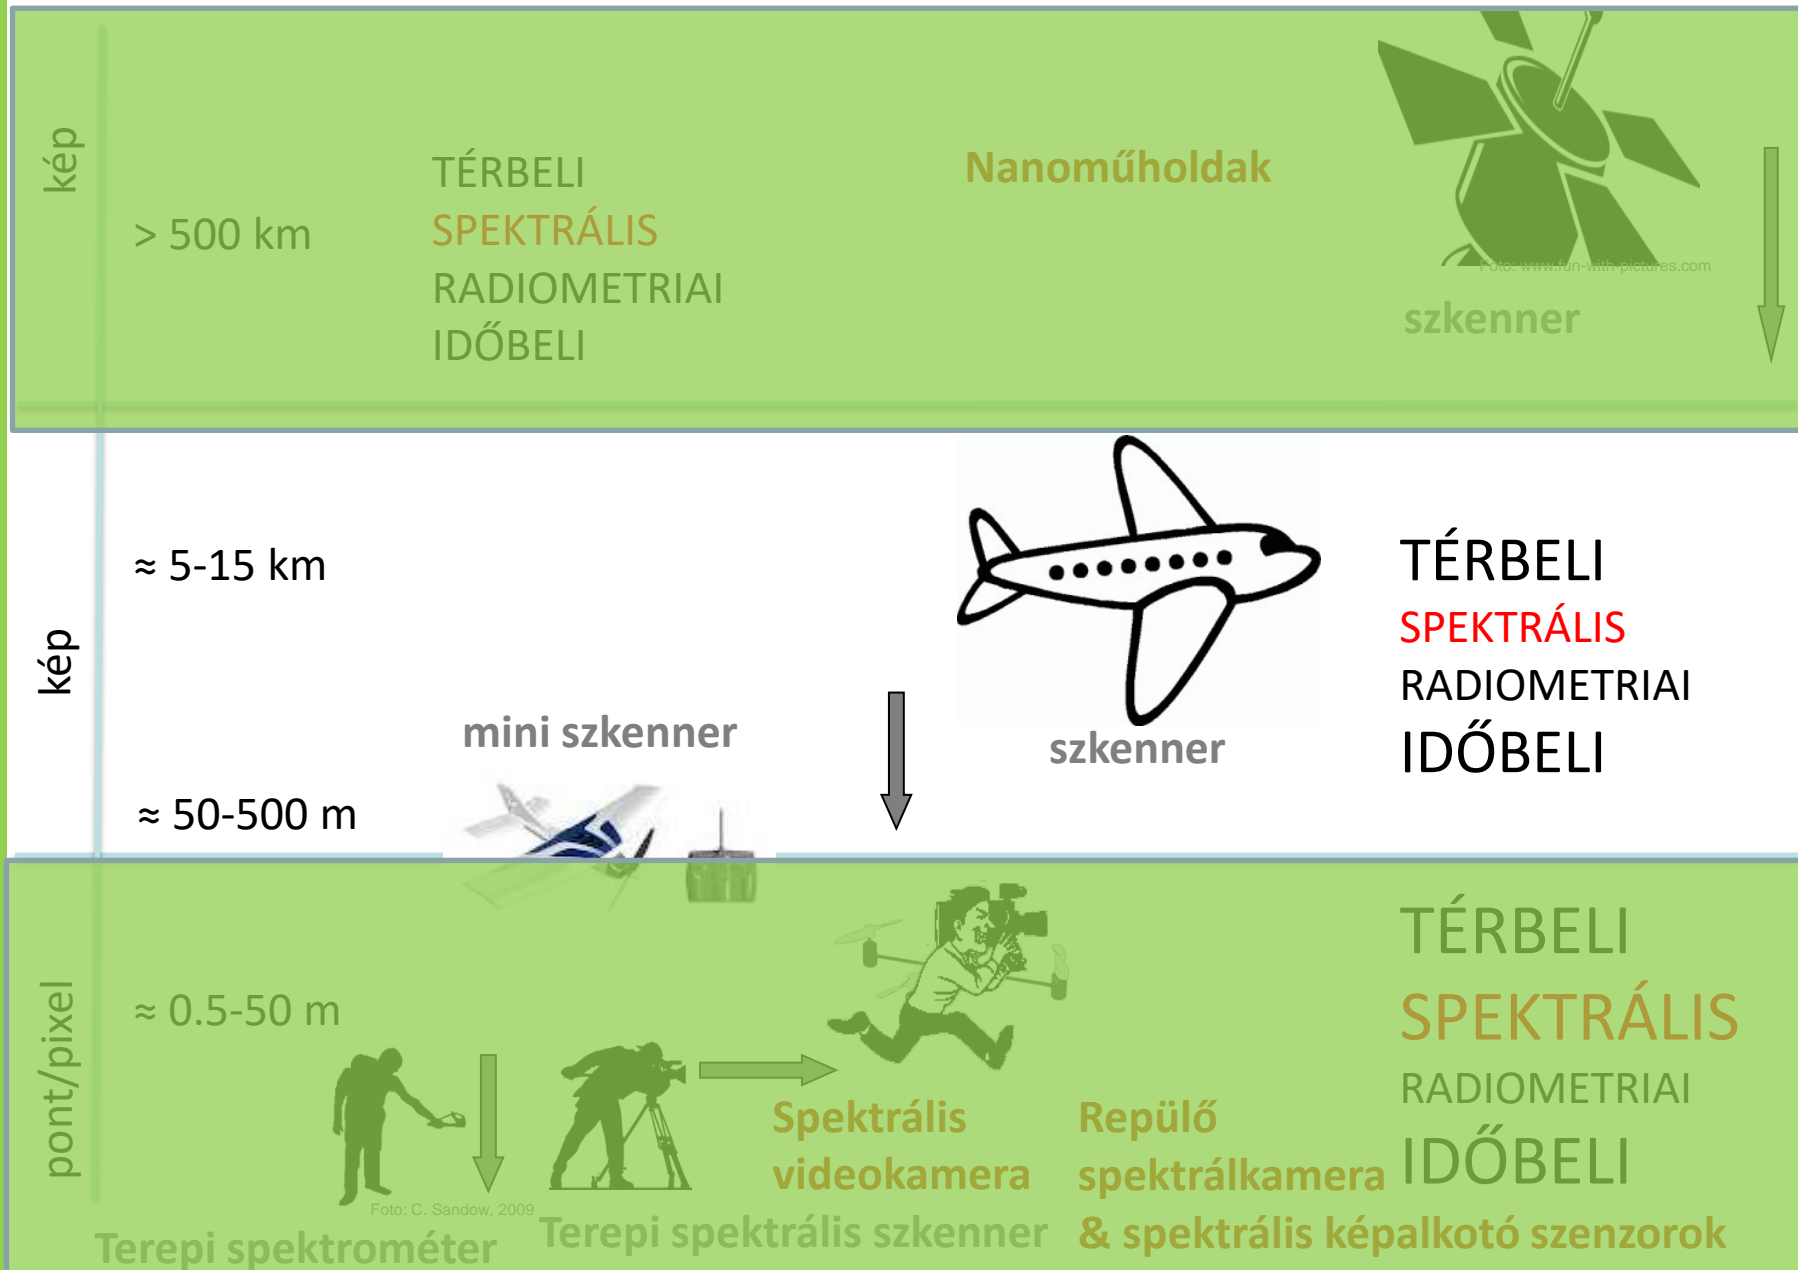 kép
> 500 km
TÉRBELI
SPEKTRÁLIS
RADIOMETRIAI
IDŐBELI
Nanoműholdak
Foto: www.fun-with-pictures.com
szkenner
kép
≈ 5-15 km
TÉRBELI
SPEKTRÁLIS
RADIOMETRIAI
IDŐBELI
mini szkenner
szkenner
≈ 50-500 m
pont/pixel
≈ 0.5-50 m
TÉRBELI
SPEKTRÁLIS
RADIOMETRIAI
IDŐBELI
Spektrális
videokamera
Repülő
spektrálkamera
& spektrális képalkotó szenzorok
Foto: C. Sandow, 2009
Terepi spektrométer
Terepi spektrális szkenner